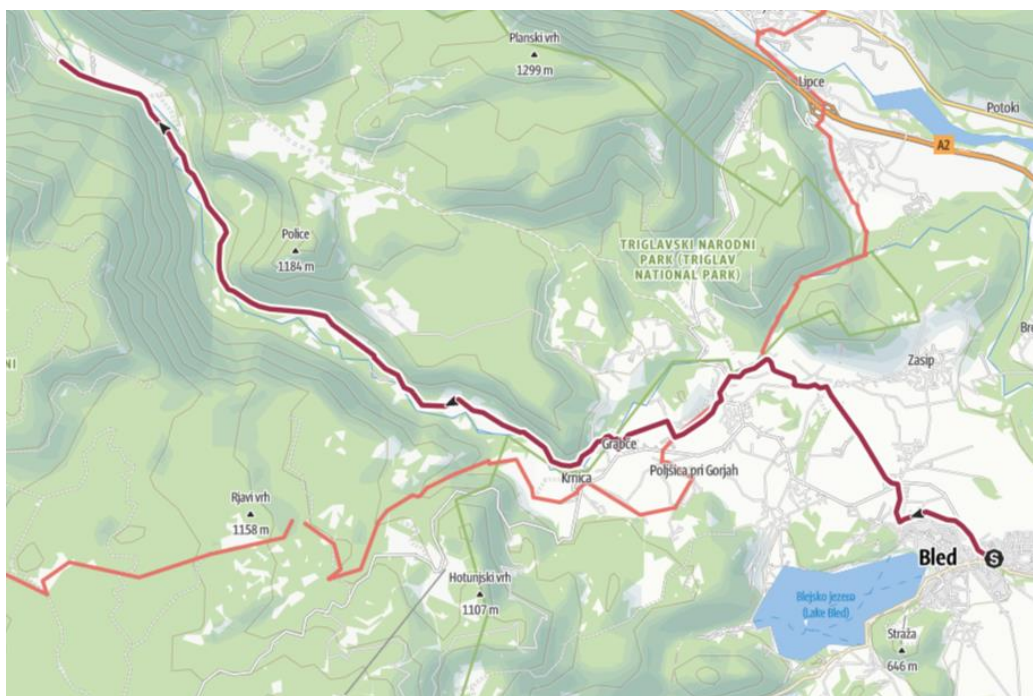 Planski vrh
1299 m
Lipce
Potoki
A2
Police
1184 m
TRIGLAVSKI NARODNI
PARK (TRIGLAV
NATIONAL PARK)
NI
Zasip
Bre
Grabče
Krnica
Poljšica pri Gorjah
Rjavi vrh
1158 m
Bled
S
Hotunjski vrh
1107 m
Blejsko jezero
(Lake Bled)
Straža
646 m